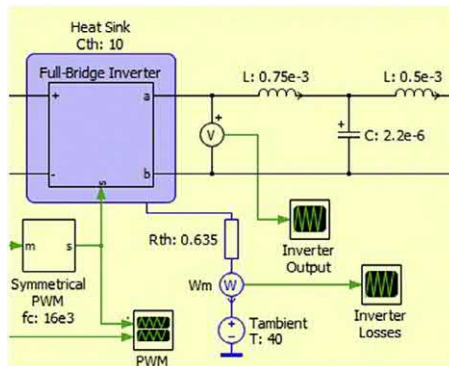 Heat Sink
Cth: 10
Full-Bridge Inverter
+
a
-
b
s
L: 0.75e-3
L: 0.5e-3
+
V
+
C: 2.2e-6
m
s
Symmetrical
PWM
fc: 16e3
Rth: 0.635
Inverter
Output
Wm
W
Inverter
Losses
Tambient
T: 40
+
-
PWM